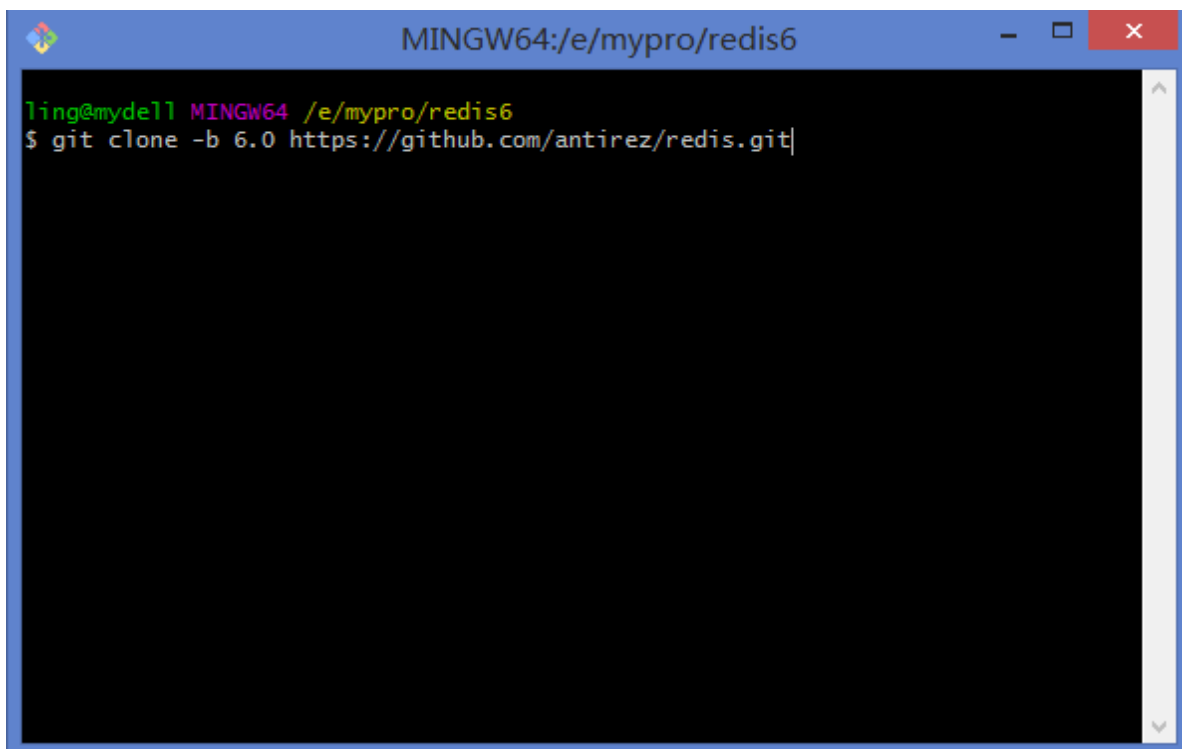 MINGW64:/e/mypro/redis6
ling@mydell MINGW64 /e/mypro/redis6
$ git clone -b 6.0 https://github.com/antirez/redis.git